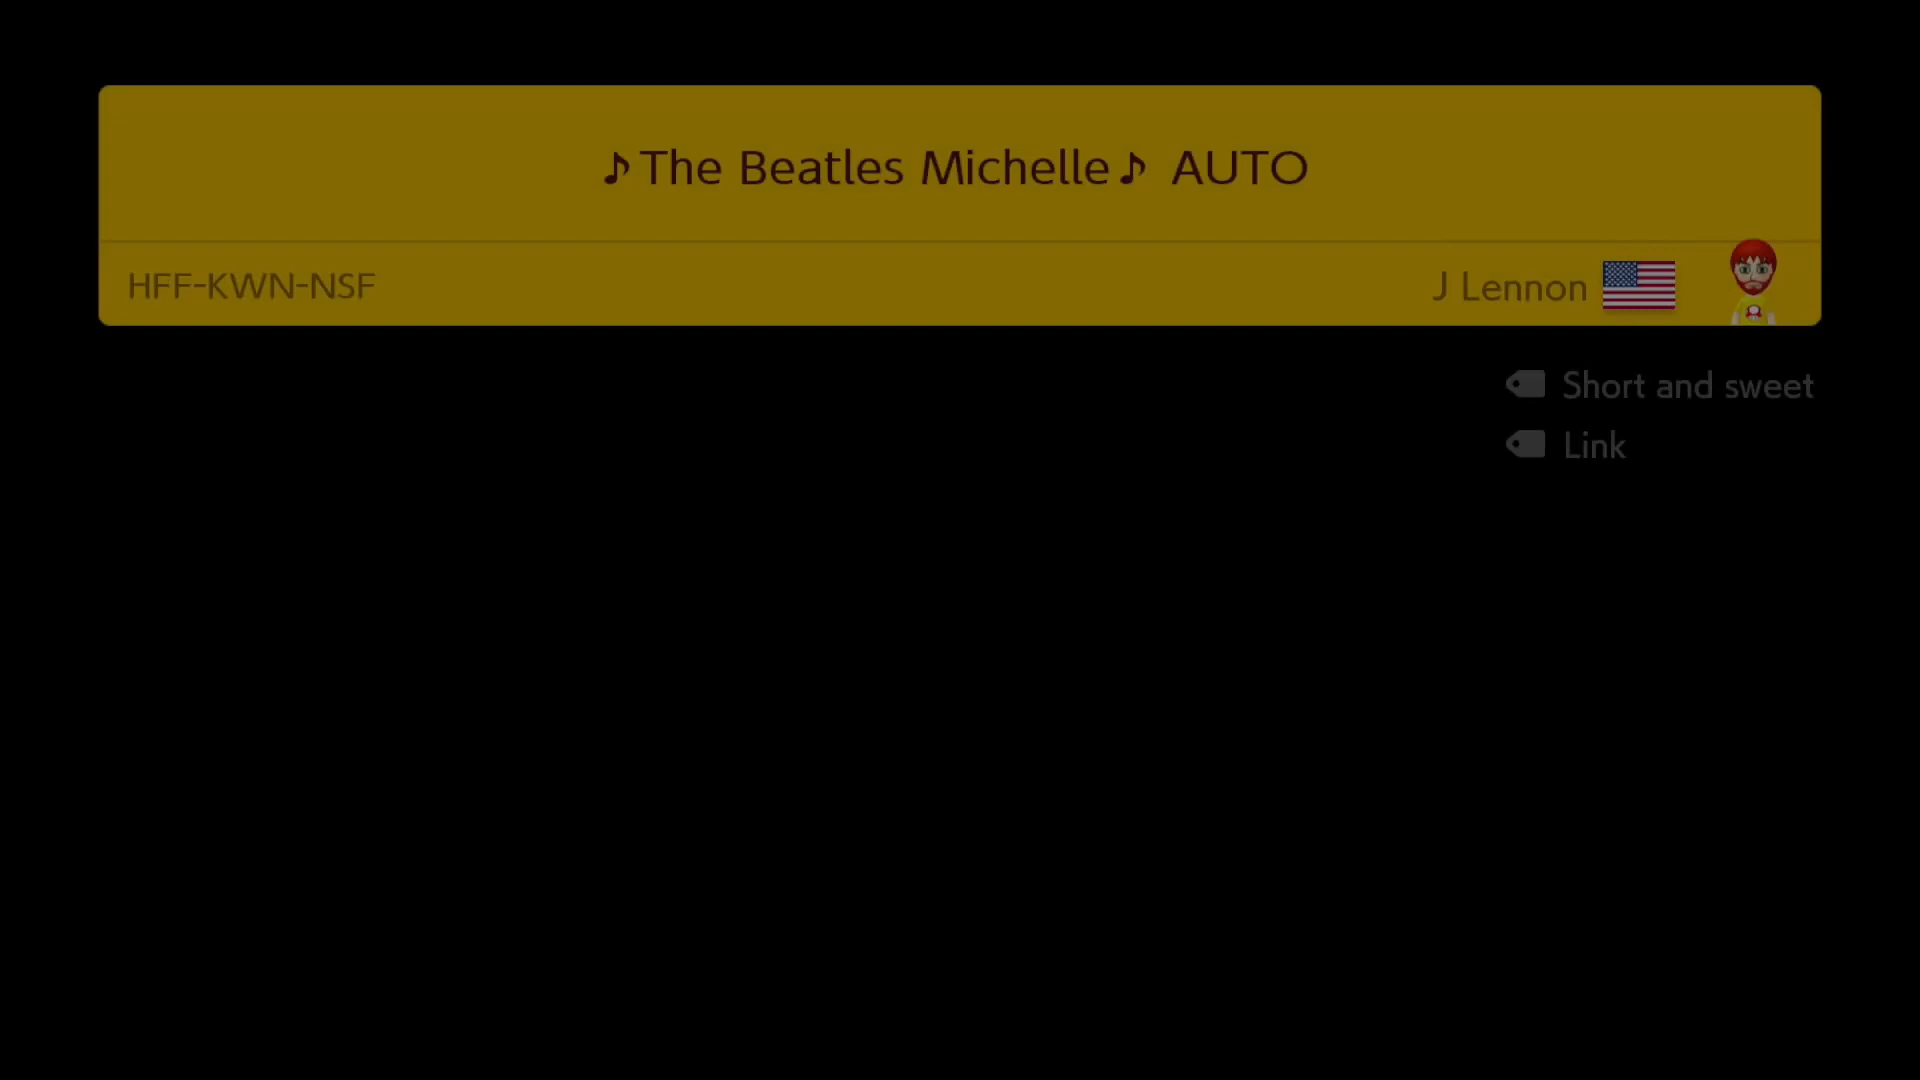 ♪The Beatles Michelle♪ AUTO
HFF-KWN-NSF
J Lennon
Short and sweet
Link